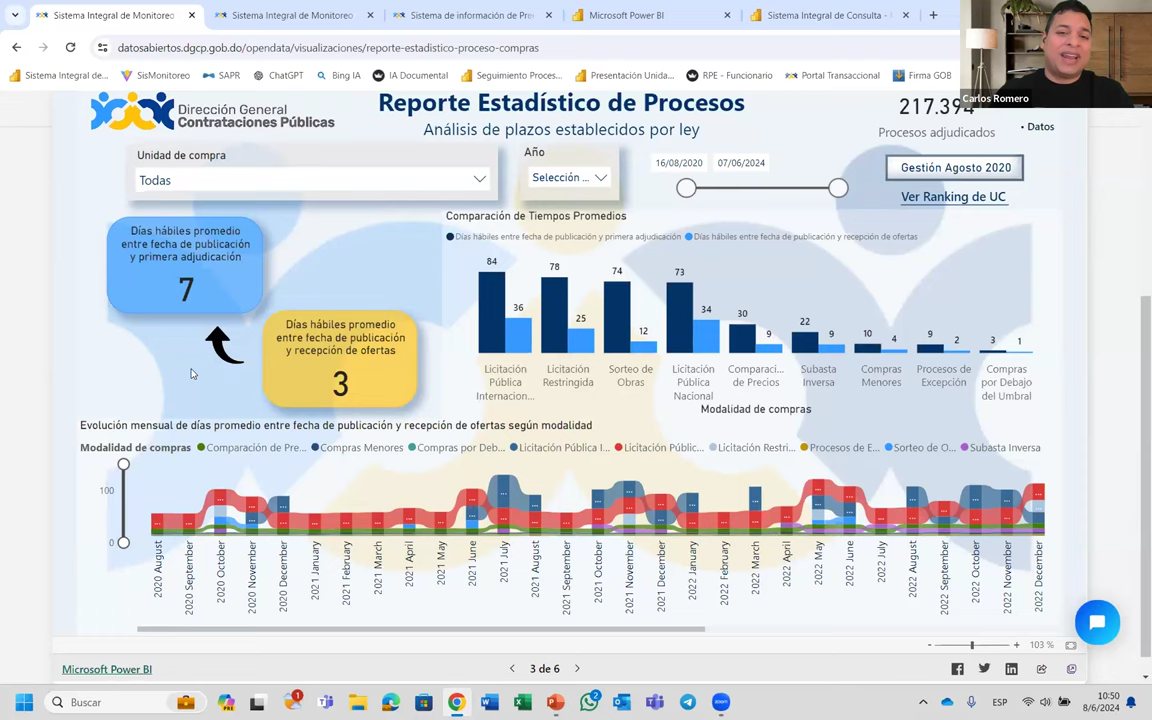 Sistema Integral de Monitoreo
Sistema Integral de Monitoreo
Sistema de información de Pre
Microsoft Power BI
Sistema Integral de Consulta -
datosabiertos.dgcp.gob.do/opendata/visualizaciones/reporte-estadistico-proceso-compras
Sistema Integral de...
SisMonitoreo
SAPR
ChatGPT
Bing IA
IA Documental
Seguimiento Proces...
Presentación Unida...
RPE - Funcionario
Portal Transaccional
Firma GOB
Carlos Romero
Dirección General
Contrataciones Públicas
Reporte Estadístico de Procesos
Análisis de plazos establecidos por ley
217.394
Procesos adjudicados
• Datos
Unidad de compra
Todas
Año
Selección ...
16/08/2020
07/06/2024
Gestión Agosto 2020
Ver Ranking de UC
Días hábiles promedio
entre fecha de publicación
y primera adjudicación
7
Días hábiles promedio
entre fecha de publicación
y recepción de ofertas
3
Comparación de Tiempos Promedios
Días hábiles entre fecha de publicación y primera adjudicación
Días hábiles entre fecha de publicación y recepción de ofertas
84 36 78 25 74 12 73 34 30 9 22 9 10 4 9 2 3 1
Licitación Pública Internacion...
Licitación Restringida
Sorteo de Obras
Licitación Pública Nacional
Comparaci... de Precios
Subasta Inversa
Compras Menores
Procesos de Excepción
Compras por Debajo del Umbral
Modalidad de compras
Evolución mensual de días promedio entre fecha de publicación y recepción de ofertas según modalidad
Modalidad de compras
Comparación de Pre...
Compras Menores
Compras por Deb...
Licitación Pública I...
Licitación Públic...
Licitación Restri...
Procesos de E...
Sorteo de O...
Subasta Inversa
100
0
2020 August
2020 September
2020 October
2020 November
2020 December
2021 January
2021 February
2021 March
2021 April
2021 May
2021 June
2021 July
2021 August
2021 September
2021 October
2021 November
2021 December
2022 January
2022 February
2022 March
2022 April
2022 May
2022 June
2022 July
2022 August
2022 September
2022 October
2022 November
2022 December
- + 103 %
Microsoft Power BI
3 de 6
Buscar
1
2
ESP
10:50
8/6/2024